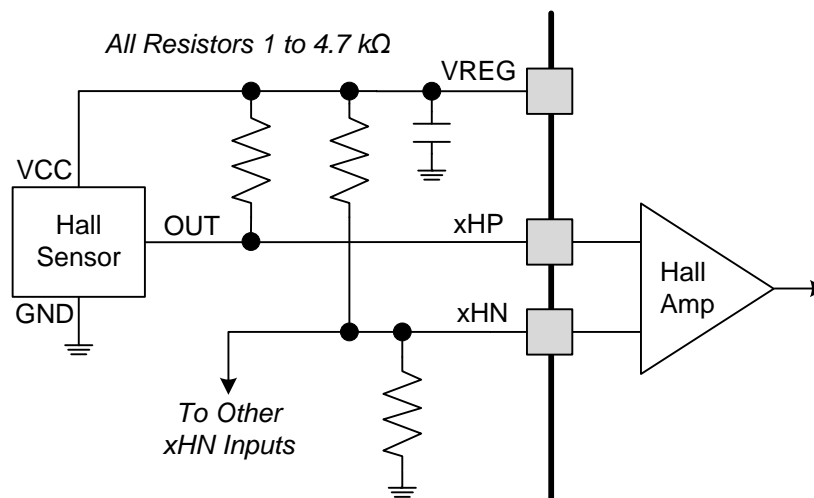 All Resistors 1 to 4.7 kΩ
VREG
VCC
Hall
Sensor
OUT
GND
xHP
xHN
Hall
Amp
To Other
xHN Inputs